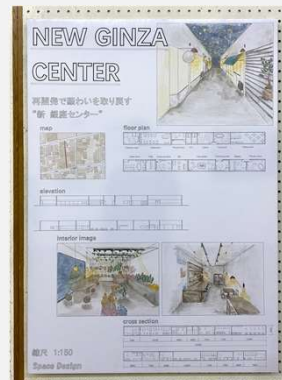 NEW GINZA
CENTER
再開発で賑わいを取り戻す
“新 銀座センター”
map
floor plan
elevation
interior image
cross section
縮尺 1:150
Space Design